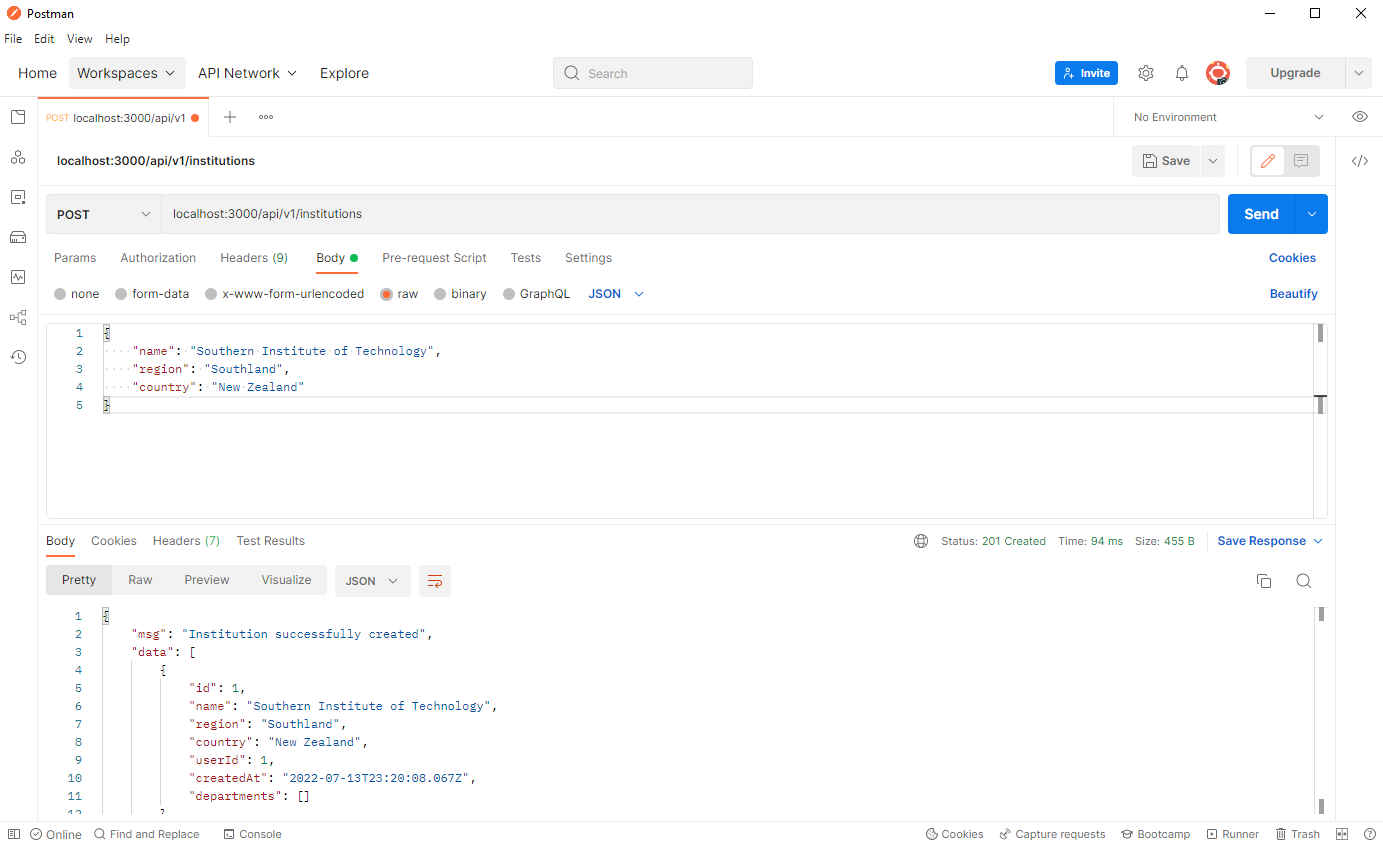 Postman
File Edit View Help
Home Workspaces API Network Explore Search Invite Upgrade
POST localhost:3000/api/v1 No Environment
localhost:3000/api/v1/institutions Save
POST localhost:3000/api/v1/institutions Send
Params Authorization Headers (9) Body Pre-request Script Tests Settings Cookies
none form-data x-www-form-urlencoded raw binary GraphQL JSON Beautify
1 {
2 "name": "Southern Institute of Technology",
3 "region": "Southland",
4 "country": "New Zealand"
5 }
Body Cookies Headers (7) Test Results Status: 201 Created Time: 94 ms Size: 455 B Save Response
Pretty Raw Preview Visualize JSON
1 {
2 "msg": "Institution successfully created",
3 "data": [
4 {
5 "id": 1,
6 "name": "Southern Institute of Technology",
7 "region": "Southland",
8 "country": "New Zealand",
9 "userId": 1,
10 "createdAt": "2022-07-13T23:20:08.067Z",
11 "departments": []
12 }
Online Find and Replace Console Cookies Capture requests Bootcamp Runner Trash